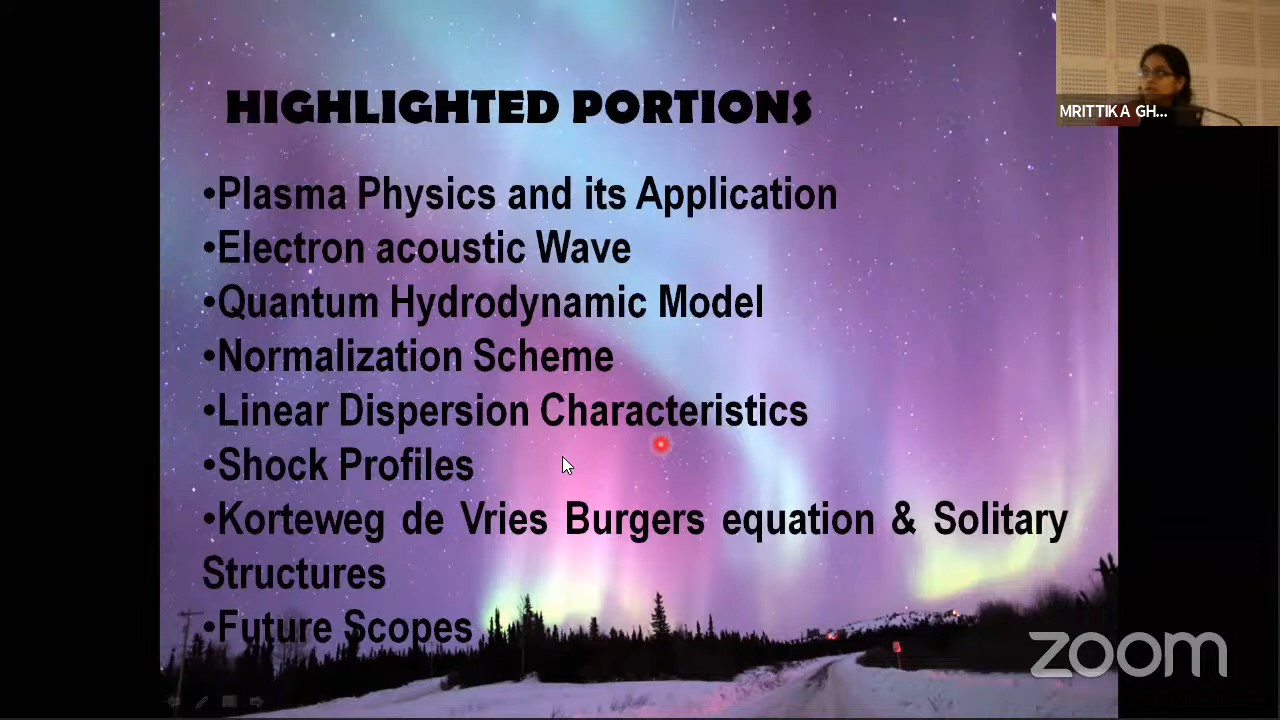 HIGHLIGHTED PORTIONS
MRITTIKA GH...
•Plasma Physics and its Application
•Electron acoustic Wave
•Quantum Hydrodynamic Model
•Normalization Scheme
•Linear Dispersion Characteristics
•Shock Profiles
•Korteweg de Vries Burgers equation & Solitary
Structures
•Future Scopes
zoom